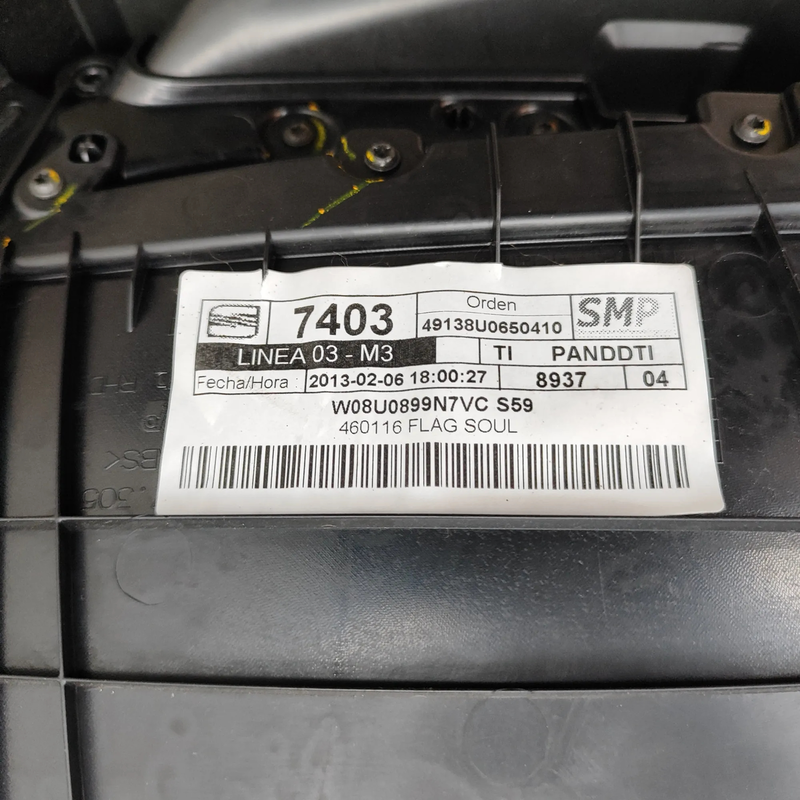 7403
Orden
49138U0650410
SMP
LINEA 03 - M3
TI PANDDTI
Fecha/Hora : 2013-02-06 18:00:27 8937 04
W08U0899N7VC S59
460116 FLAG SOUL